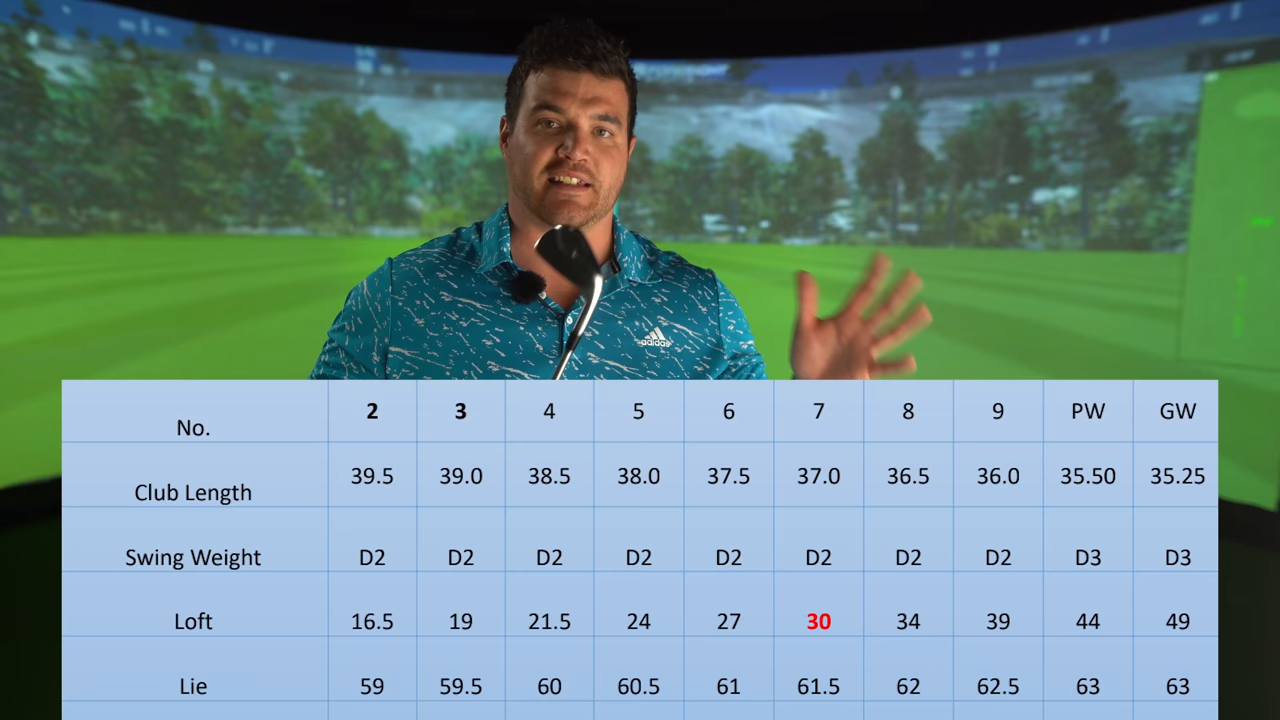 adidas
No. 2 3 4 5 6 7 8 9 PW GW
Club Length 39.5 39.0 38.5 38.0 37.5 37.0 36.5 36.0 35.50 35.25
Swing Weight D2 D2 D2 D2 D2 D2 D2 D2 D3 D3
Loft 16.5 19 21.5 24 27 30 34 39 44 49
Lie 59 59.5 60 60.5 61 61.5 62 62.5 63 63